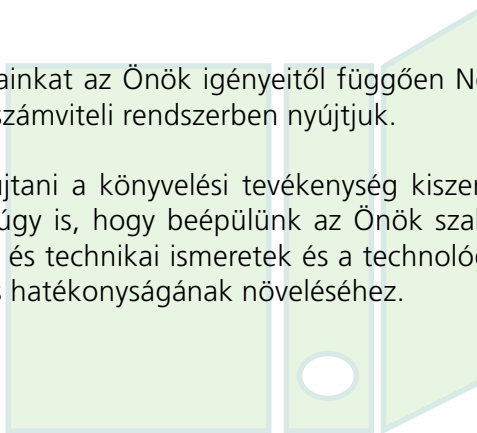 ainkat az Önök igényeitől függően N
számviteli rendszerben nyújtjuk.
jtani a könyvelési tevékenység kiszer
úgy is, hogy beépülünk az Önök sza
és technikai ismeretek és a technológ
s hatékonyságának növeléséhez.